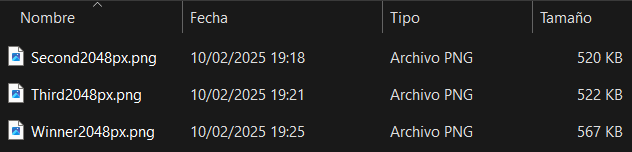 Nombre Fecha Tipo Tamaño
Second2048px.png 10/02/2025 19:18 Archivo PNG 520 KB
Third2048px.png 10/02/2025 19:21 Archivo PNG 522 KB
Winner2048px.png 10/02/2025 19:25 Archivo PNG 567 KB